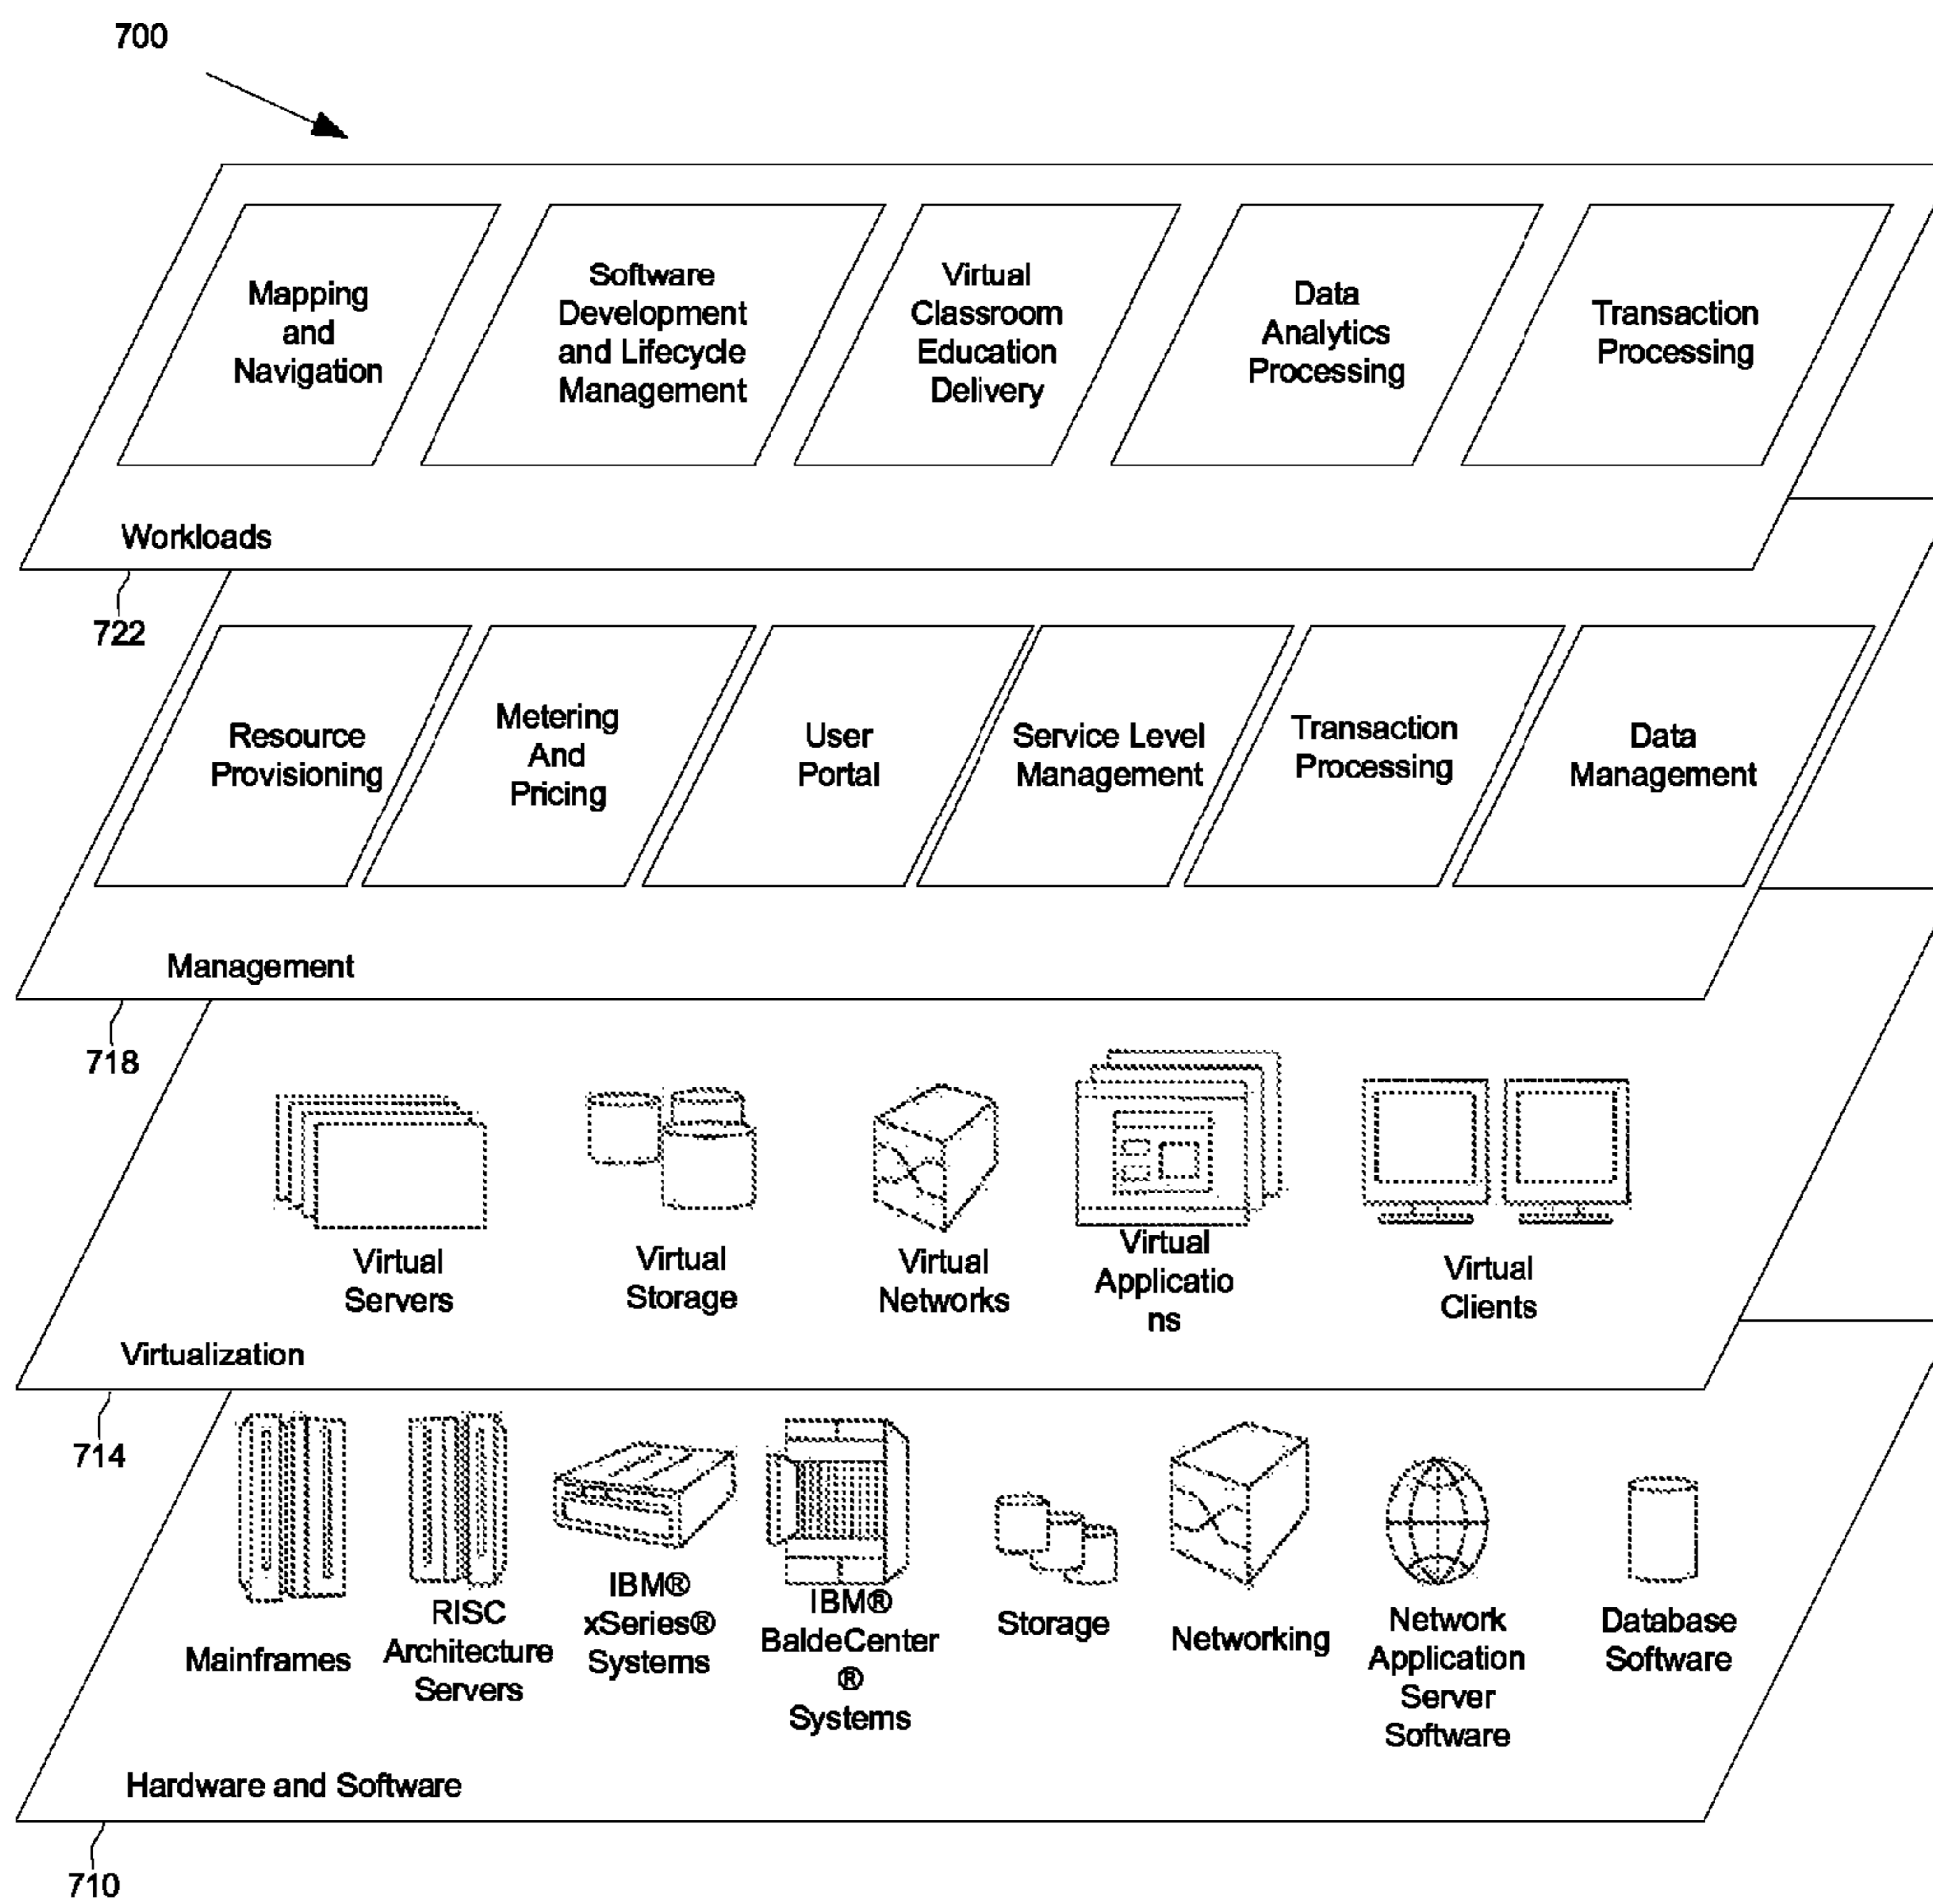 700
Mapping
and
Navigation
Software
Development
and Lifecycle
Management
Virtual
Classroom
Education
Delivery
Data
Analytics
Processing
Transaction
Processing
Workloads
722
Resource
Provisioning
Metering
And
Pricing
User
Portal
Service Level
Management
Transaction
Processing
Data
Management
Management
718
Virtual
Servers
Virtual
Storage
Virtual
Networks
Virtual
Applicatio
ns
Virtual
Clients
Virtualization
714
Mainframes
RISC
Architecture
Servers
IBM®
xSeries®
Systems
IBM®
BaldeCenter
®
Systems
Storage
Networking
Network
Application
Server
Software
Database
Software
Hardware and Software
710